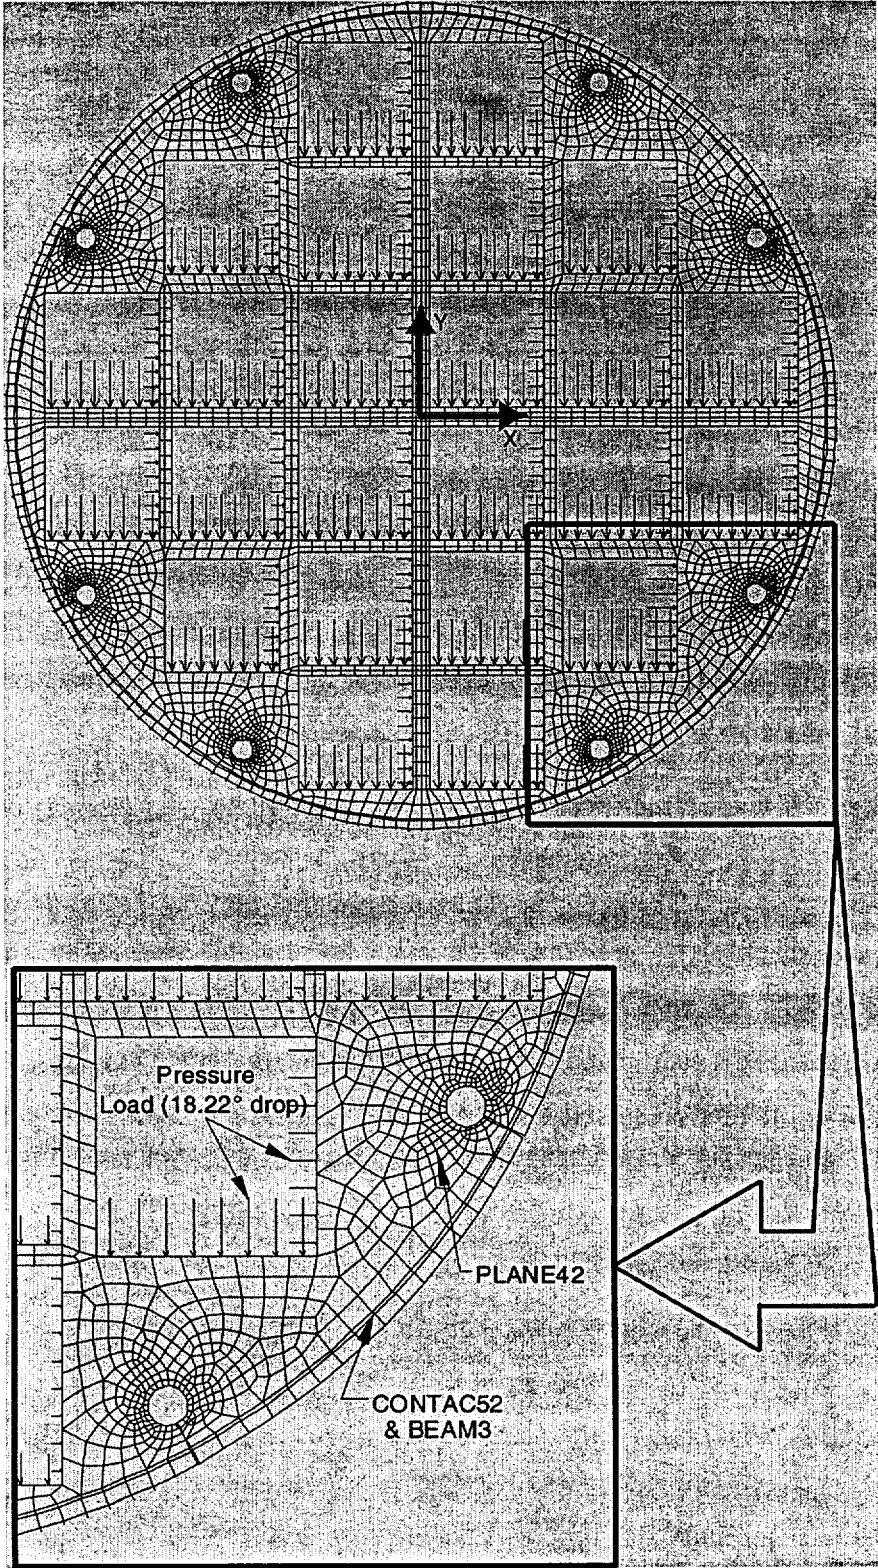 Y
X
Pressure
Load (18.22° drop)
PLANE42
CONTAC52
& BEAM3